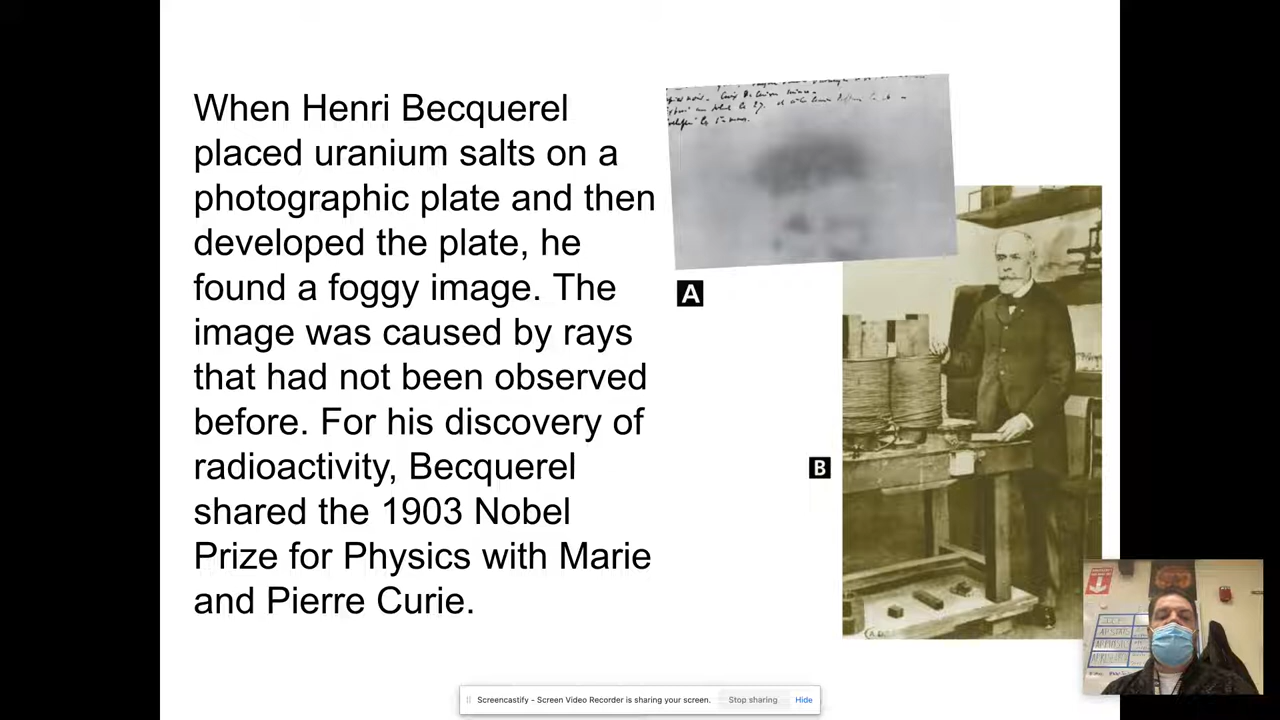 When Henri Becquerel
placed uranium salts on a
photographic plate and then
developed the plate, he
found a foggy image. The
image was caused by rays
that had not been observed
before. For his discovery of
radioactivity, Becquerel
shared the 1903 Nobel
Prize for Physics with Marie
and Pierre Curie.
A
B
Screencastify - Screen Video Recorder is sharing your screen.
Stop sharing
Hide